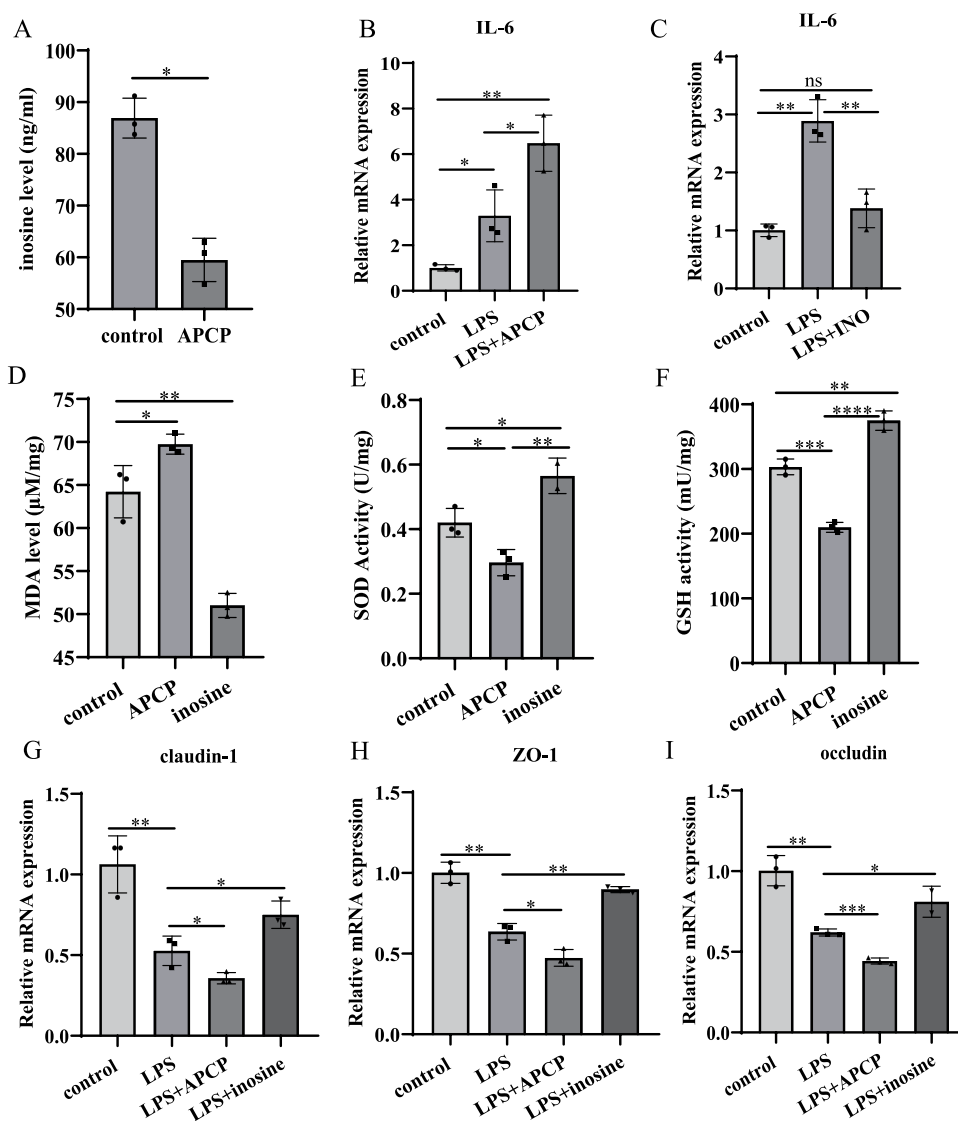 A
inosine level (ng/ml)
100
90
80
70
60
50
*
control
APCP
B
IL-6
Relative mRNA expression
10
8
6
4
2
0
**
*
*
control
LPS
LPS+APCP
C
IL-6
Relative mRNA expression
4
3
2
1
0
ns
**
**
control
LPS
LPS+INO
D
MDA level (μM/mg)
75
70
65
60
55
50
45
**
*
control
APCP
inosine
E
SOD Activity (U/mg)
0.8
0.6
0.4
0.2
0.0
*
*
**
control
APCP
inosine
F
GSH activity (mU/mg)
400
300
200
100
0
**
****
***
control
APCP
inosine
G
claudin-1
Relative mRNA expression
1.5
1.0
0.5
0.0
**
*
*
control
LPS
LPS+APCP
LPS+inosine
H
ZO-1
Relative mRNA expression
1.5
1.0
0.5
0.0
**
**
*
control
LPS
LPS+APCP
LPS+inosine
I
occludin
Relative mRNA expression
1.5
1.0
0.5
0.0
**
*
***
control
LPS
LPS+APCP
LPS+inosine